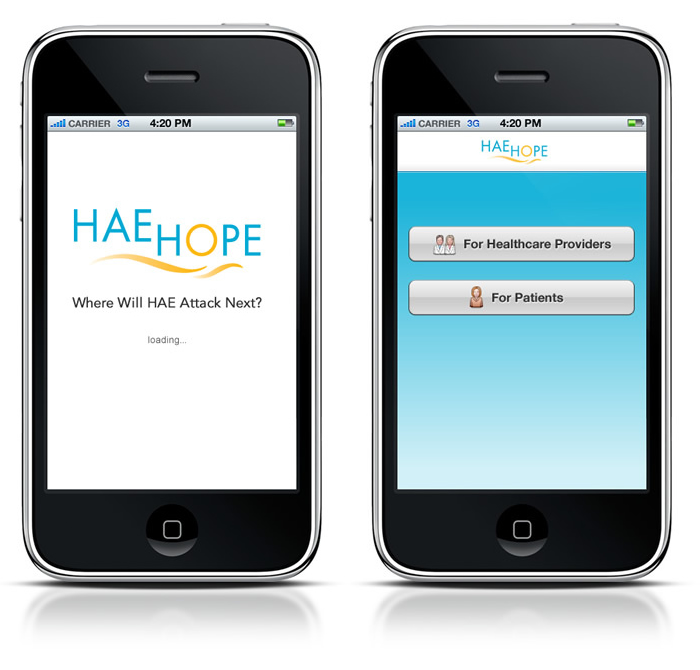 CARRIER 3G 4:20 PM
HAEHOPE
Where Will HAE Attack Next?
loading...
CARRIER 3G 4:20 PM
HAEHOPE
For Healthcare Providers
For Patients